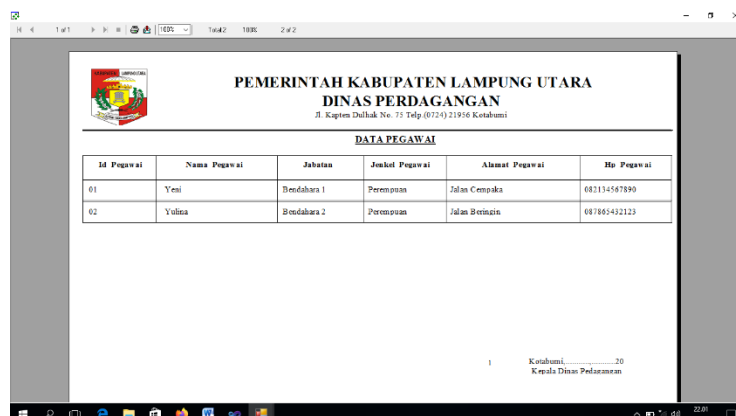 1 of 1 100% Total:2 100% 2 of 2
PEMERINTAH KABUPATEN LAMPUNG UTARA
DINAS PERDAGANGAN
Jl. Kapten Dulhak No. 75 Telp.(0724) 21956 Kotabumi
DATA PEGAWAI
Id Pegawai Nama Pegawai Jabatan Jenkel Pegawai Alamat Pegawai Hp Pegawai
01 Yeni Bendahara 1 Perempuan Jalan Cempaka 082134567890
02 Yulina Bendahara 2 Perempuan Jalan Beringin 087865432123
1 Kotabumi,............,..........20
Kepala Dinas Pedagangan
22.01